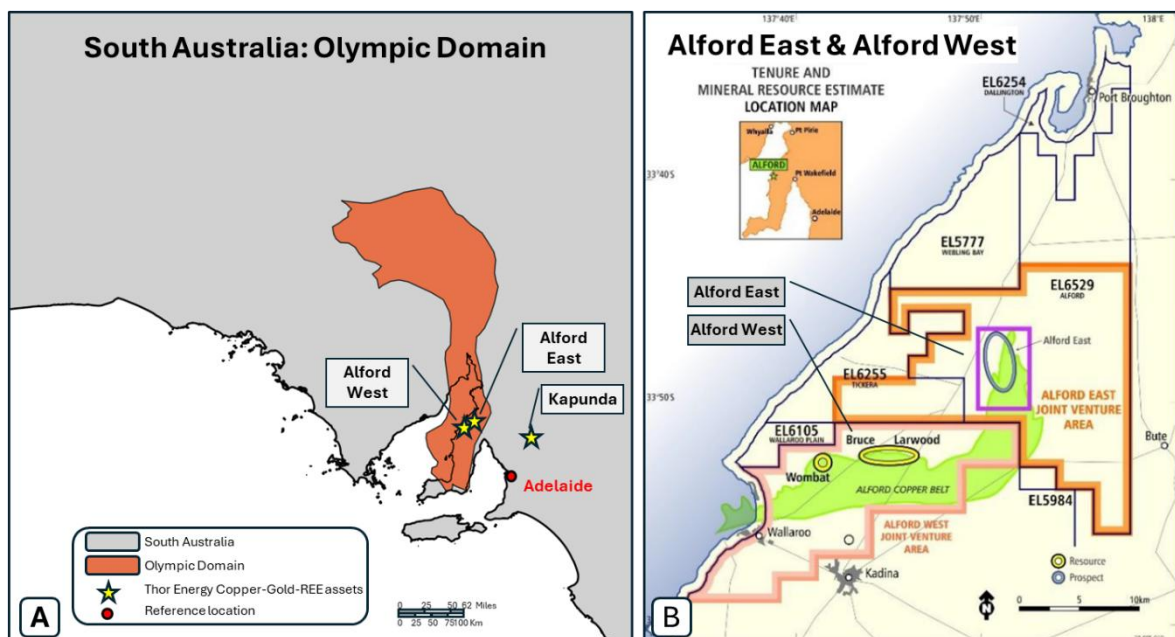 South Australia: Olympic Domain
Alford
East
Alford
West
Kapunda
Adelaide
South Australia
Olympic Domain
Thor Energy Copper-Gold-REE assets
Reference location
0 25 50 62 Miles
0 25 50 75 100 Km
A
137°40'E
137°50'E
138°E
Alford East & Alford West
TENURE AND
MINERAL RESOURCE ESTIMATE
LOCATION MAP
Whyalla
Pt Pirie
ALFORD
Pt Wakefield
Adelaide
EL6254
DALLINGTON
Port Broughton
33°40'S
EL5777
WEBLING BAY
Alford East
Alford West
EL6529
ALFORD
Alford East
EL6255
TICKERA
ALFORD EAST
JOINT VENTURE
AREA
33°50'S
EL6105
WALLAROO PLAIN
Bruce
Larwood
Bute
Wombat
ALFORD COPPER BELT
EL5984
ALFORD WEST
JOINT VENTURE
AREA
Wallaroo
Kadina
Resource
Prospect
N
0 5 10km
B